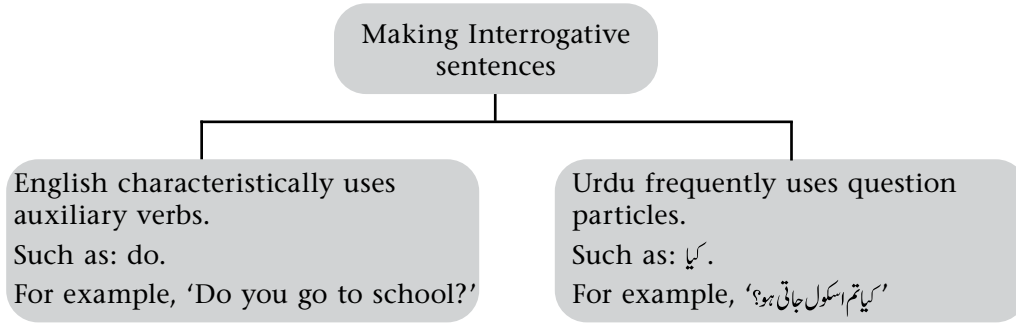 Making Interrogative
sentences
English characteristically uses
auxiliary verbs.
Such as: do.
For example, ‘Do you go to school?’
Urdu frequently uses question
particles.
Such as: کیا.
For example, ‘کیا تم اسکول جاتی ہو؟’